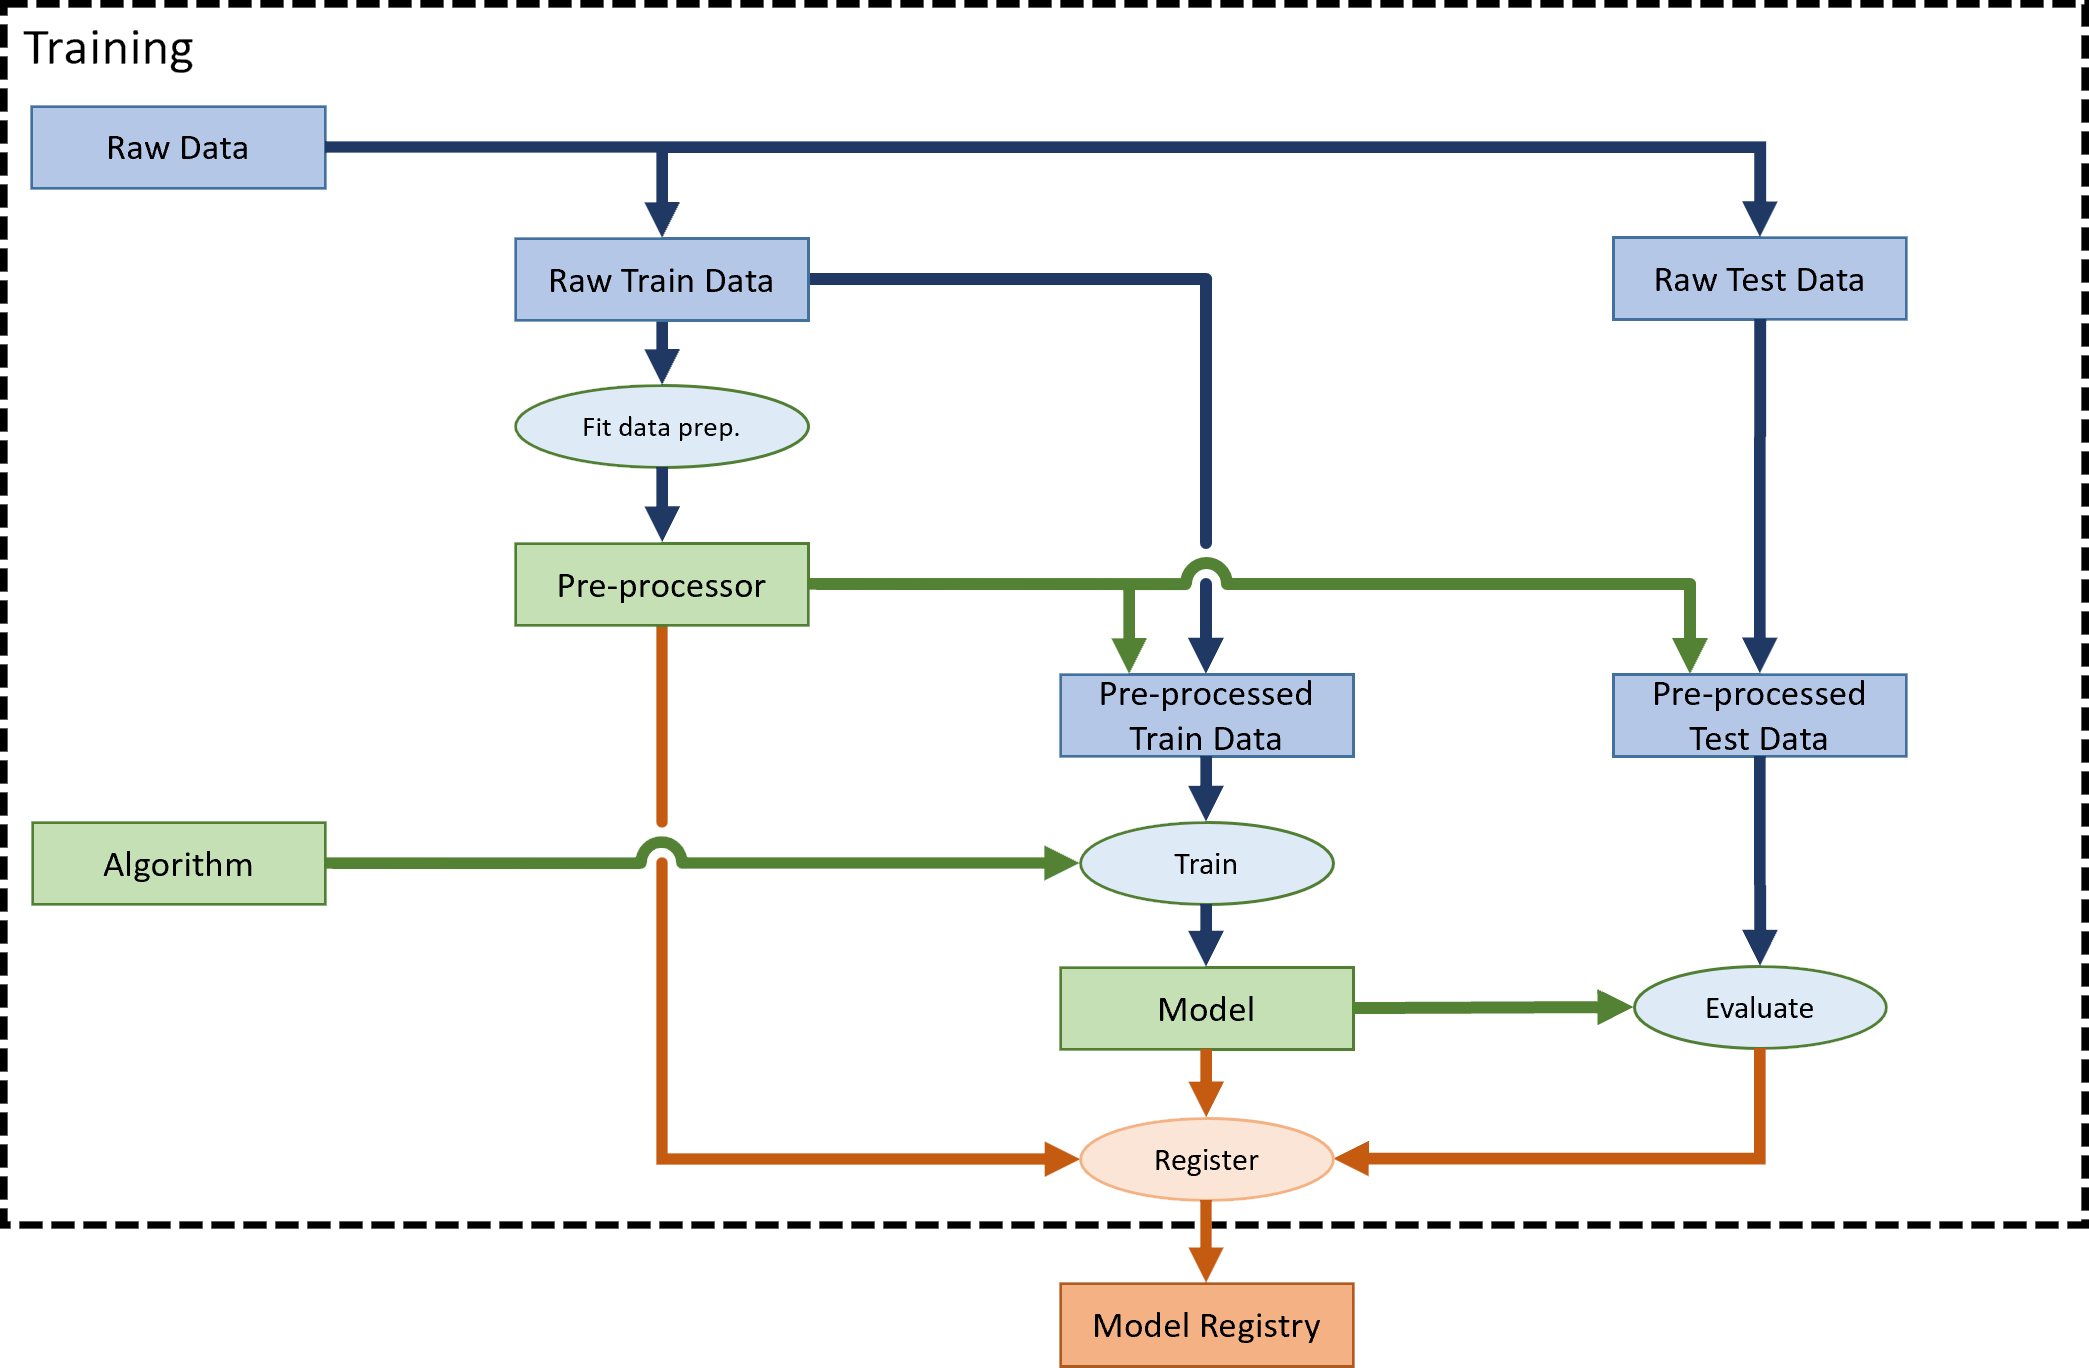 Training
Raw Data
Raw Train Data
Raw Test Data
Fit data prep.
Pre-processor
Pre-processed
Train Data
Pre-processed
Test Data
Algorithm
Train
Model
Evaluate
Register
Model Registry